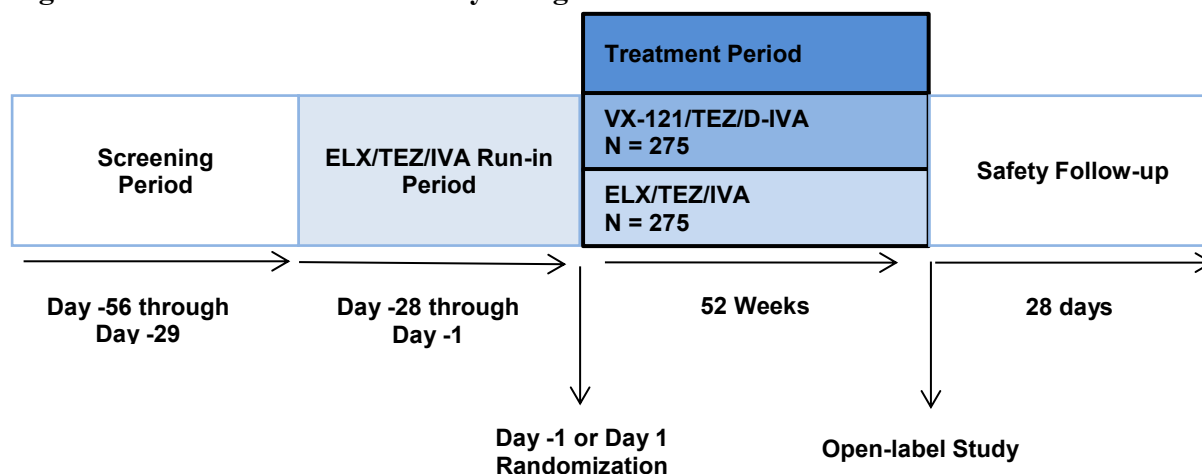 Treatment Period
Screening
Period
ELX/TEZ/IVA Run-in
Period
VX-121/TEZ/D-IVA
N = 275
ELX/TEZ/IVA
N = 275
Safety Follow-up
Day -56 through
Day -29
Day -28 through
Day -1
52 Weeks
28 days
Day -1 or Day 1
Randomization
Open-label Study